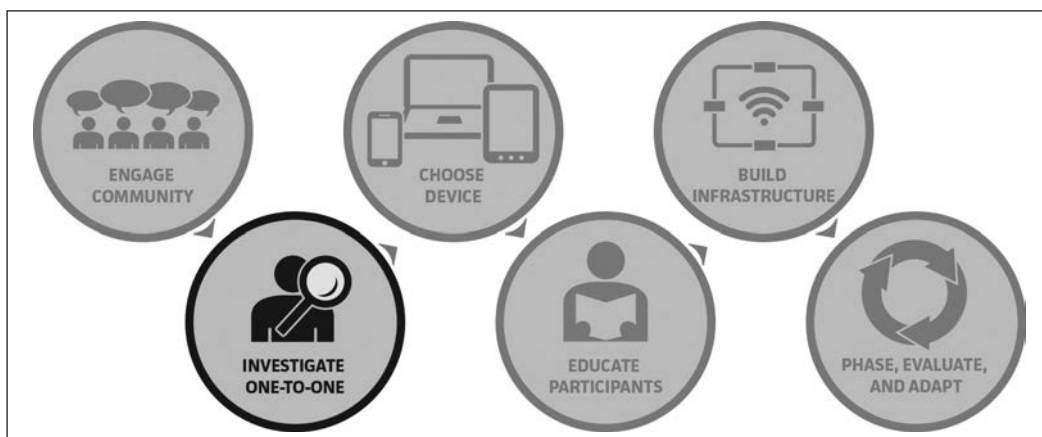 ENGAGE
COMMUNITY
INVESTIGATE
ONE-TO-ONE
CHOOSE
DEVICE
EDUCATE
PARTICIPANTS
BUILD
INFRASTRUCTURE
PHASE, EVALUATE,
AND ADAPT